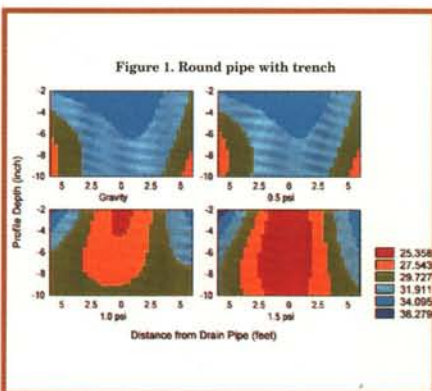 Figure 1. Round pipe with trench
Profile Depth (inch)
-2
-4
-6
-8
-10
5 2.5 0 2.5 5
Gravity
-2
-4
-6
-8
-10
5 2.5 0 2.5 5
0.5 psi
-2
-4
-6
-8
-10
5 2.5 0 2.5 5
1.0 psi
-2
-4
-6
-8
-10
5 2.5 0 2.5 5
1.5 psi
Distance from Drain Pipe (feet)
25.358
27.543
29.727
31.911
34.095
36.279